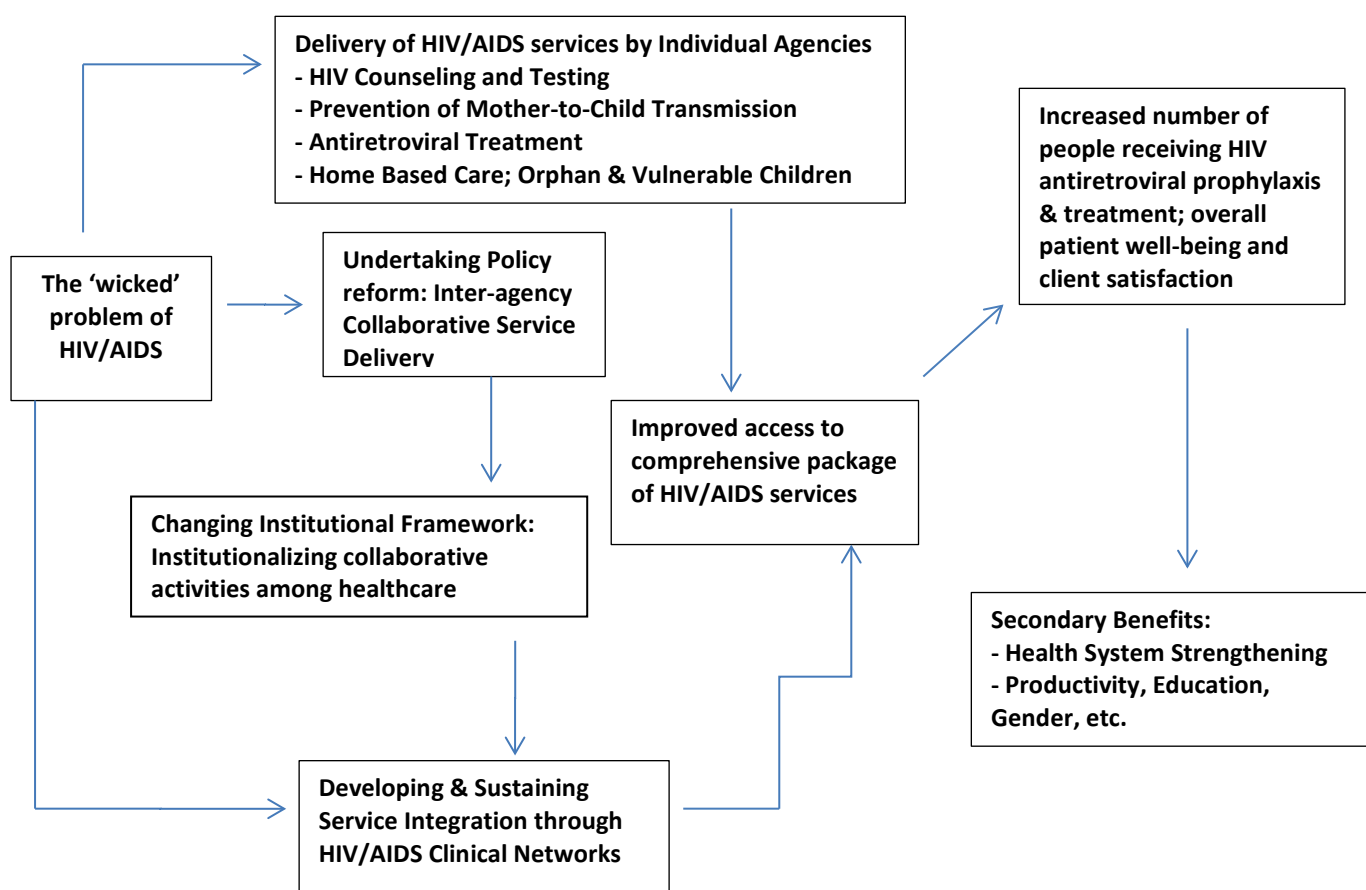 Delivery of HIV/AIDS services by Individual Agencies
- HIV Counseling and Testing
- Prevention of Mother-to-Child Transmission
- Antiretroviral Treatment
- Home Based Care; Orphan & Vulnerable Children
Increased number of
people receiving HIV
antiretroviral prophylaxis
& treatment; overall
patient well-being and
client satisfaction
The ‘wicked’
problem of
HIV/AIDS
Undertaking Policy
reform: Inter-agency
Collaborative Service
Delivery
Improved access to
comprehensive package
of HIV/AIDS services
Changing Institutional Framework:
Institutionalizing collaborative
activities among healthcare
Secondary Benefits:
- Health System Strengthening
- Productivity, Education,
Gender, etc.
Developing & Sustaining
Service Integration through
HIV/AIDS Clinical Networks